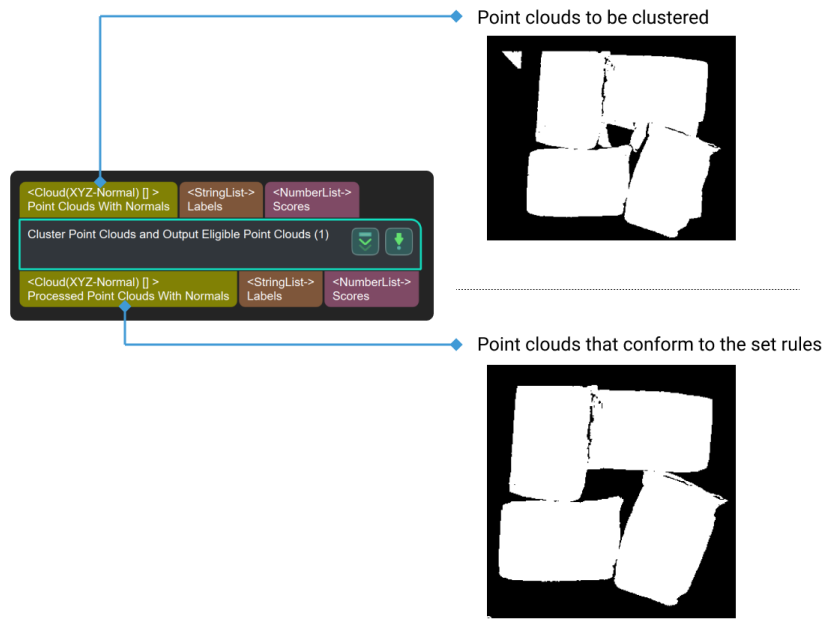 Point clouds to be clustered
<Cloud(XYZ-Normal) [] > <StringList-> <NumberList->
Point Clouds With Normals Labels Scores
Cluster Point Clouds and Output Eligible Point Clouds (1)
<Cloud(XYZ-Normal) [] > <StringList-> <NumberList->
Processed Point Clouds With Normals Labels Scores
Point clouds that conform to the set rules